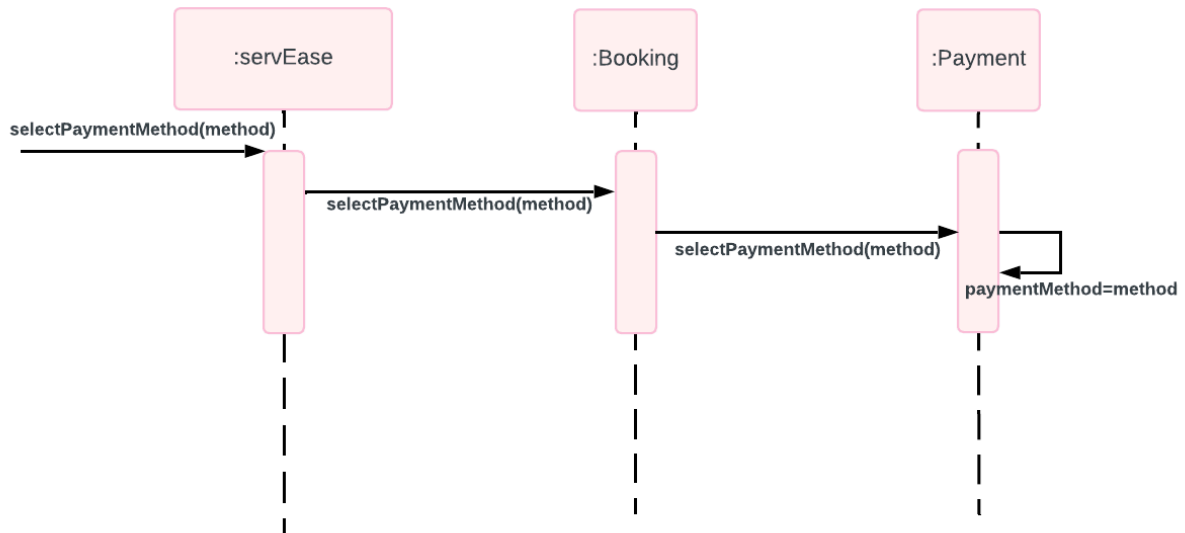 :servEase
:Booking
:Payment
selectPaymentMethod(method)
selectPaymentMethod(method)
selectPaymentMethod(method)
paymentMethod=method